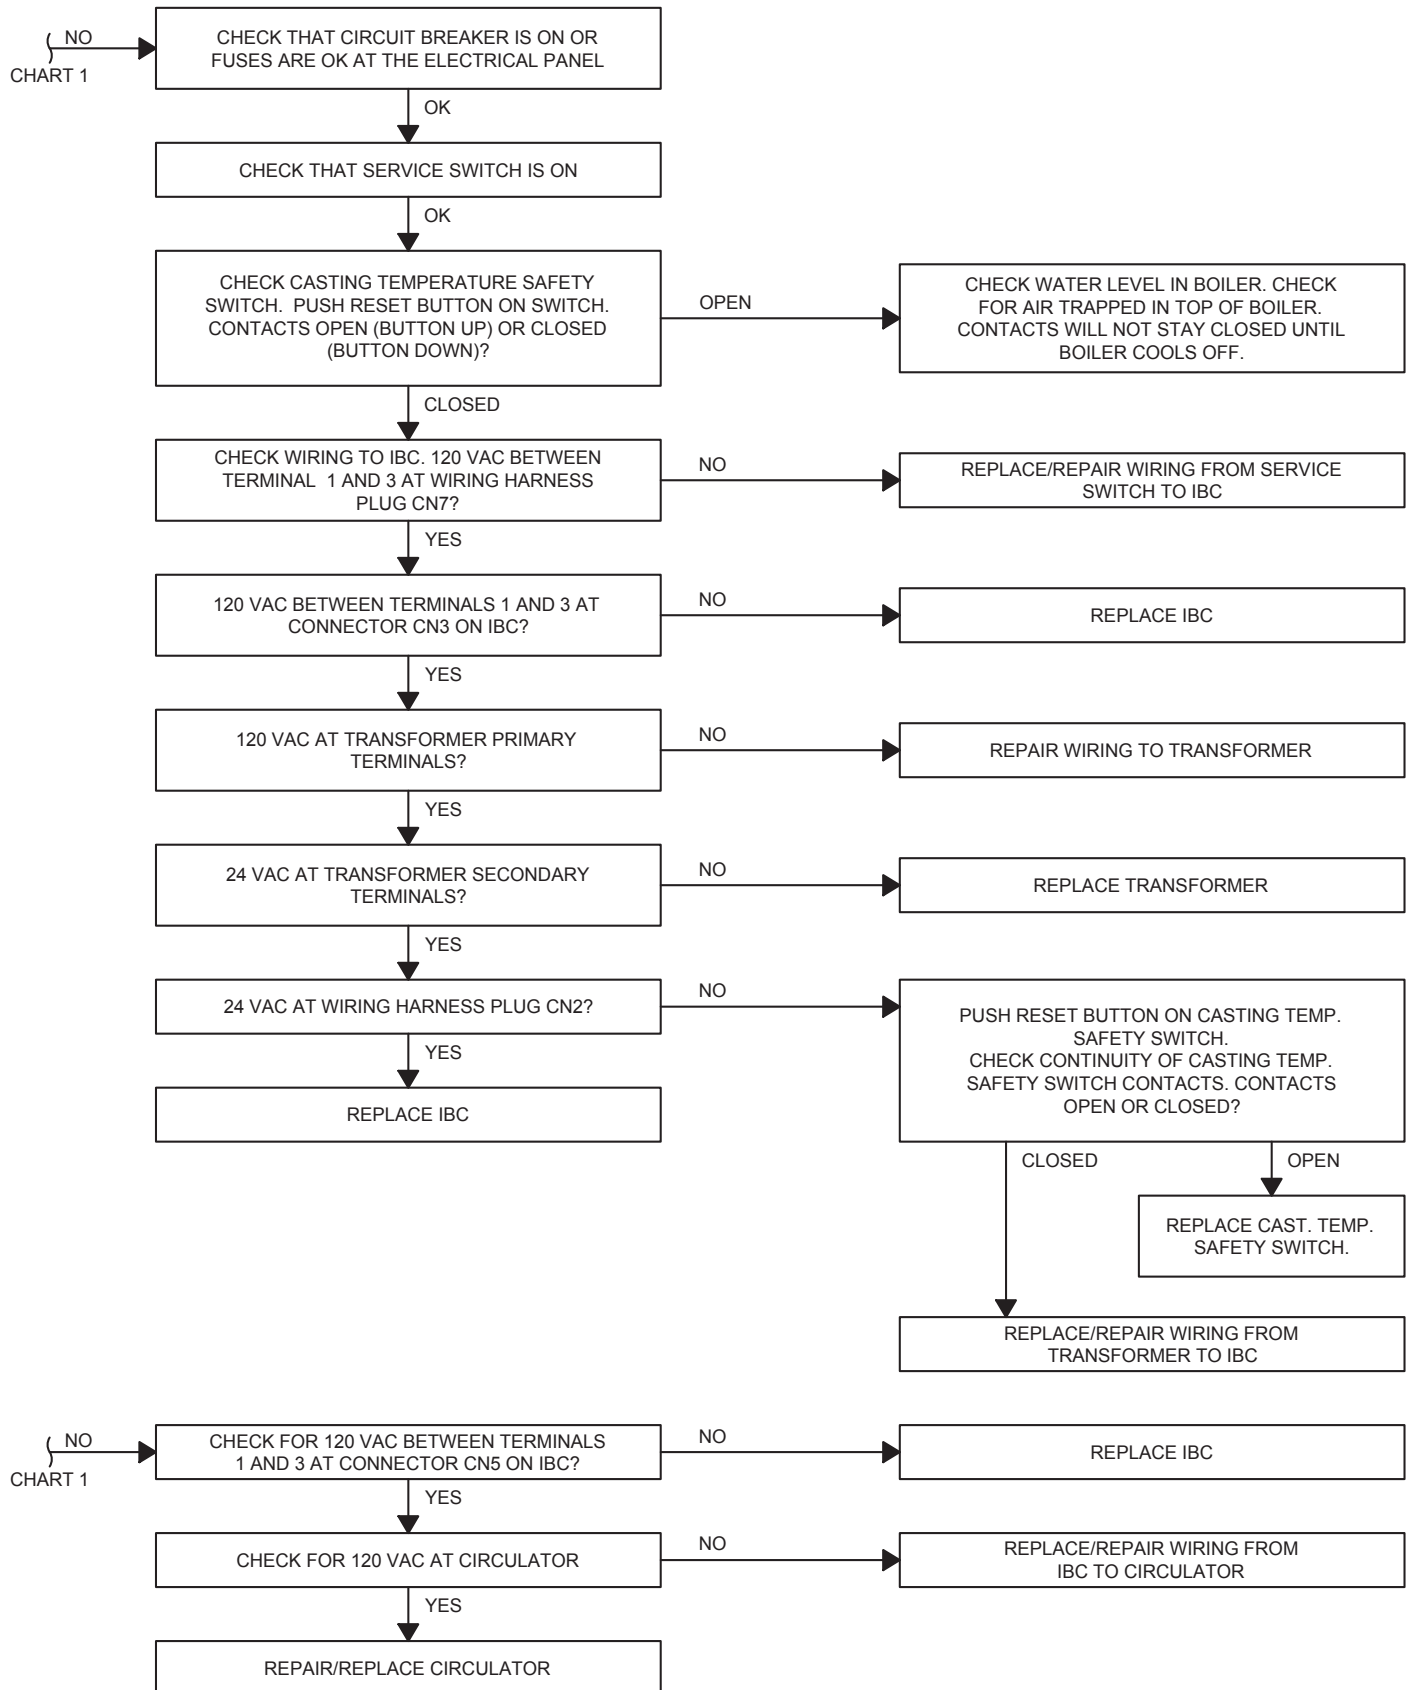 NO
CHART 1
CHECK THAT CIRCUIT BREAKER IS ON OR
FUSES ARE OK AT THE ELECTRICAL PANEL
OK
CHECK THAT SERVICE SWITCH IS ON
OK
CHECK CASTING TEMPERATURE SAFETY
SWITCH. PUSH RESET BUTTON ON SWITCH.
CONTACTS OPEN (BUTTON UP) OR CLOSED
(BUTTON DOWN)?
OPEN
CHECK WATER LEVEL IN BOILER. CHECK
FOR AIR TRAPPED IN TOP OF BOILER.
CONTACTS WILL NOT STAY CLOSED UNTIL
BOILER COOLS OFF.
CLOSED
CHECK WIRING TO IBC. 120 VAC BETWEEN
TERMINAL 1 AND 3 AT WIRING HARNESS
PLUG CN7?
NO
REPLACE/REPAIR WIRING FROM SERVICE
SWITCH TO IBC
YES
120 VAC BETWEEN TERMINALS 1 AND 3 AT
CONNECTOR CN3 ON IBC?
NO
REPLACE IBC
YES
120 VAC AT TRANSFORMER PRIMARY
TERMINALS?
NO
REPAIR WIRING TO TRANSFORMER
YES
24 VAC AT TRANSFORMER SECONDARY
TERMINALS?
NO
REPLACE TRANSFORMER
YES
24 VAC AT WIRING HARNESS PLUG CN2?
NO
PUSH RESET BUTTON ON CASTING TEMP.
SAFETY SWITCH.
CHECK CONTINUITY OF CASTING TEMP.
SAFETY SWITCH CONTACTS. CONTACTS
OPEN OR CLOSED?
YES
REPLACE IBC
CLOSED
OPEN
REPLACE CAST. TEMP.
SAFETY SWITCH.
REPLACE/REPAIR WIRING FROM
TRANSFORMER TO IBC
NO
CHART 1
CHECK FOR 120 VAC BETWEEN TERMINALS
1 AND 3 AT CONNECTOR CN5 ON IBC?
NO
REPLACE IBC
YES
CHECK FOR 120 VAC AT CIRCULATOR
NO
REPLACE/REPAIR WIRING FROM
IBC TO CIRCULATOR
YES
REPAIR/REPLACE CIRCULATOR